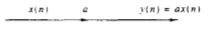 x(n) a y(n) = ax(n)